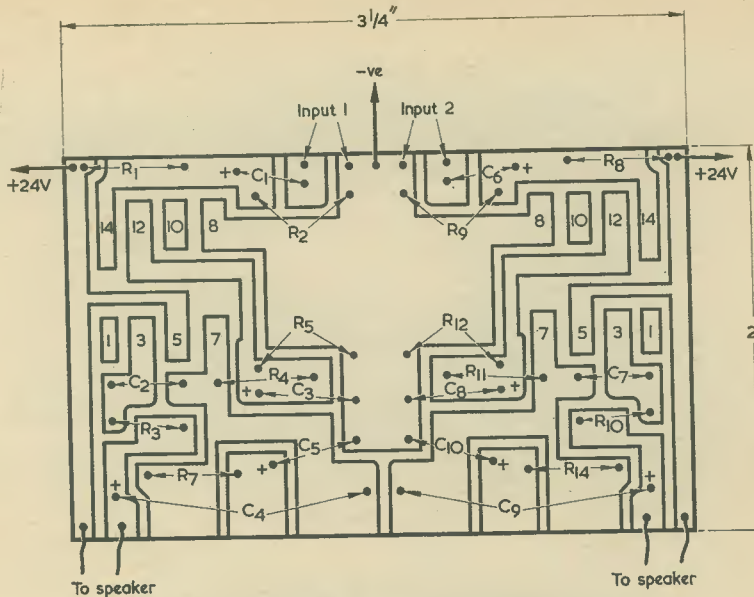 3 1/4"
-ve
Input 1 Input 2
+24V R1 + C1 C6 + R8 +24V
R2 R9
14 12 10 8 8 10 12 14
R5 R12
1 3 5 7 7 5 3 1
C2 R4 R11 C7
+ C3 C8 +
R3 R10
C5 C10
+ +
R7 R14
+ +
C4 C9
To speaker To speaker
2